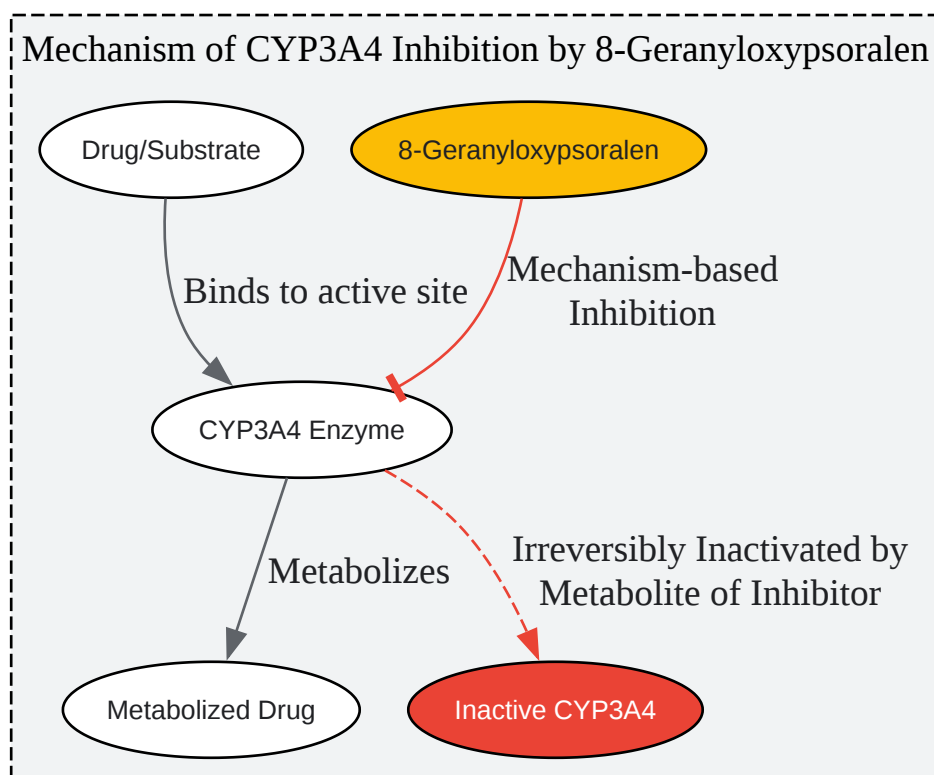 Mechanism of CYP3A4 Inhibition by 8-Geranyloxypsoralen
Drug/Substrate
8-Geranyloxypsoralen
Binds to active site
Mechanism-based
Inhibition
CYP3A4 Enzyme
Metabolizes
Irreversibly Inactivated by
Metabolite of Inhibitor
Metabolized Drug
Inactive CYP3A4